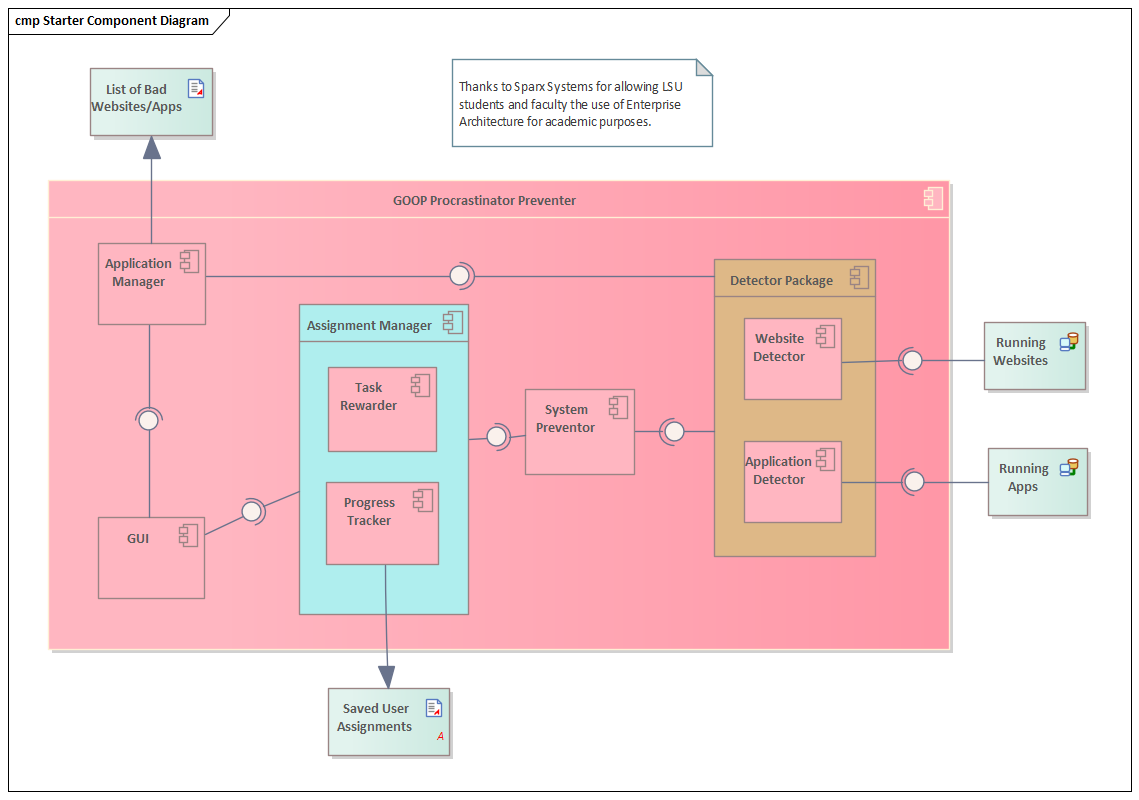 cmp Starter Component Diagram
List of Bad
Websites/Apps
Thanks to Sparx Systems for allowing LSU
students and faculty the use of Enterprise
Architecture for academic purposes.
GOOP Procrastinator Preventer
Application
Manager
Detector Package
Assignment Manager
Website
Detector
Running
Websites
Task
Rewarder
System
Preventor
Application
Detector
Running
Apps
Progress
Tracker
GUI
Saved User
Assignments
A